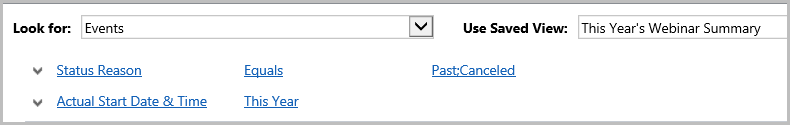 Look for: Events Use Saved View: This Year's Webinar Summary
Status Reason Equals Past;Canceled
Actual Start Date & Time This Year